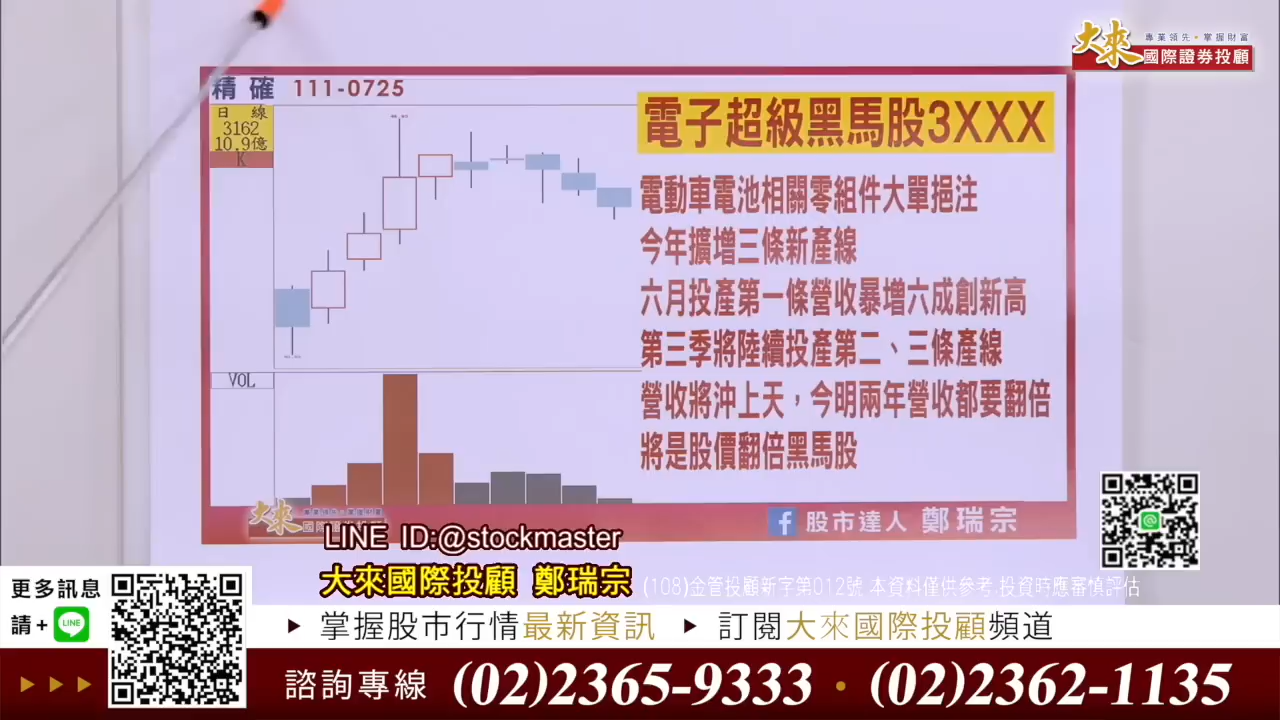 大來
專業領先•掌握財富
國際證券投顧
精確 111-0725
日 線
3162
10.9億
K
VOL
電子超級黑馬股3XXX
電動車電池相關零組件大單挹注
今年擴增三條新產線
六月投產第一條營收暴增六成創新高
第三季將陸續投產第二、三條產線
營收將沖上天，今明兩年營收都要翻倍
將是股價翻倍黑馬股
大來
f 股市達人 鄭瑞宗
LINE ID:@stockmaster
大來國際投顧 鄭瑞宗
(108)金管投顧新字第012號 本資料僅供參考 投資時應審慎評估
更多訊息
請+ LINE
▶ 掌握股市行情最新資訊 ▶ 訂閱大來國際投顧頻道
諮詢專線 (02)2365-9333 • (02)2362-1135